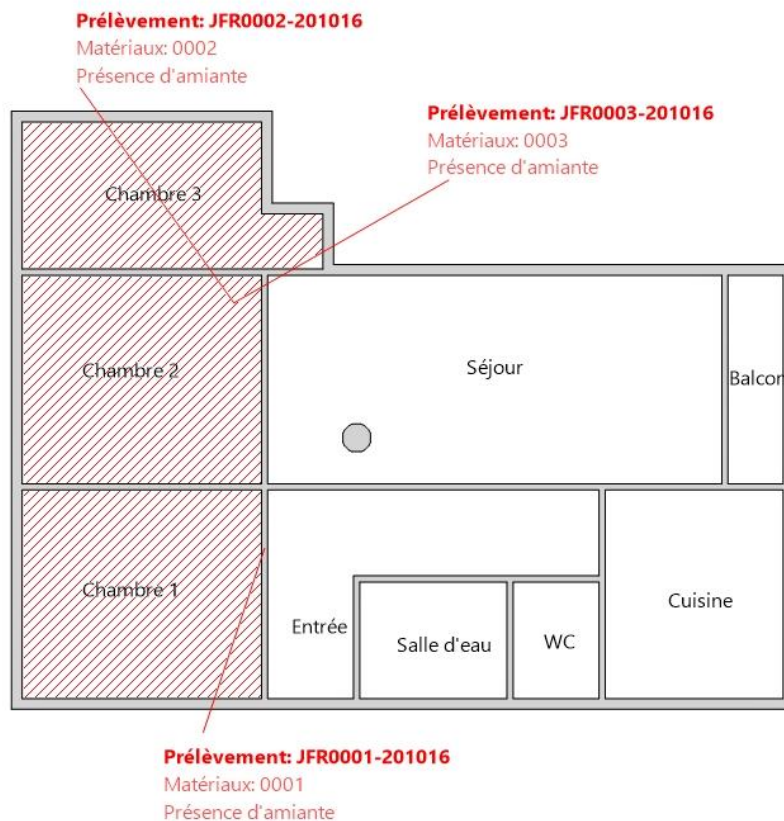 Prélèvement: JFR0002-201016
Matériaux: 0002
Présence d'amiante
Prélèvement: JFR0003-201016
Matériaux: 0003
Présence d'amiante
Chambre 3
Chambre 2
Séjour
Balcon
Chambre 1
Entrée
Salle d'eau
WC
Cuisine
Prélèvement: JFR0001-201016
Matériaux: 0001
Présence d'amiante